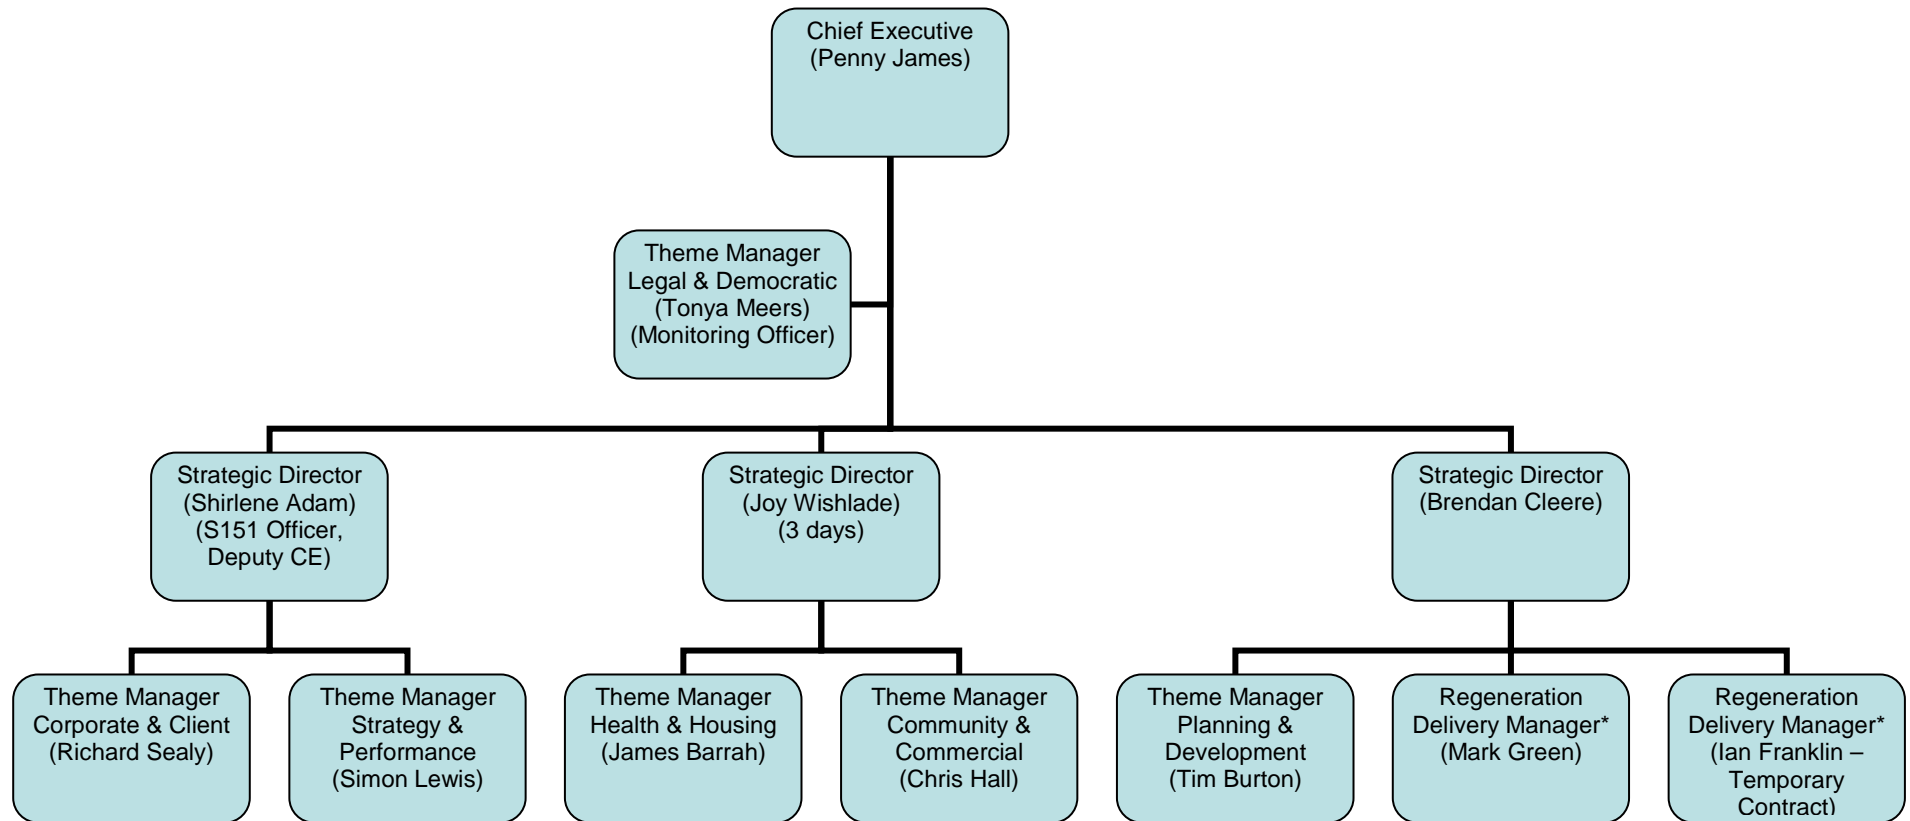 Chief Executive
(Penny James)
Theme Manager
Legal & Democratic
(Tonya Meers)
(Monitoring Officer)
Strategic Director
(Shirlene Adam)
(S151 Officer,
Deputy CE)
Strategic Director
(Joy Wishlade)
(3 days)
Strategic Director
(Brendan Cleere)
Theme Manager
Corporate & Client
(Richard Sealy)
Theme Manager
Strategy &
Performance
(Simon Lewis)
Theme Manager
Health & Housing
(James Barrah)
Theme Manager
Community &
Commercial
(Chris Hall)
Theme Manager
Planning &
Development
(Tim Burton)
Regeneration
Delivery Manager*
(Mark Green)
Regeneration
Delivery Manager*
(Ian Franklin –
Temporary
Contract)